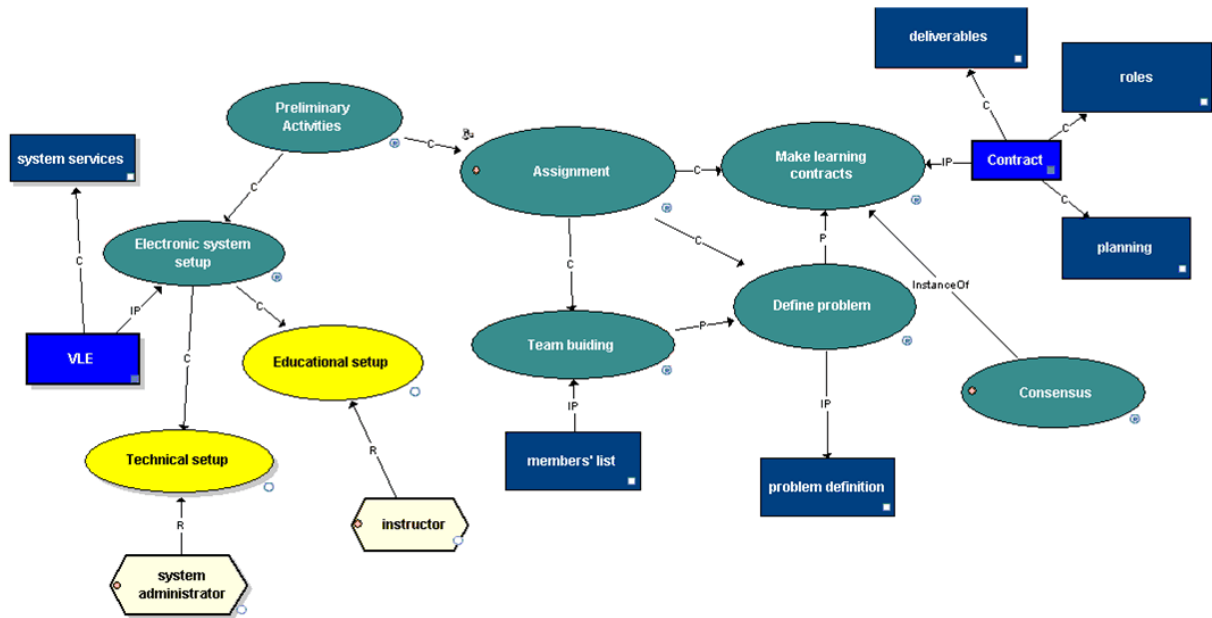 deliverables
roles
Preliminary
Activities
C
C
system services
C
Assignment
C
Make learning
contracts
IP
Contract
C
C
C
planning
Electronic system
setup
C
C
P
InstanceOf
Define problem
C
IP
C
VLE
C
Educational setup
Team buiding
P
Consensus
IP
IP
Technical setup
R
members' list
problem definition
R
instructor
system
administrator